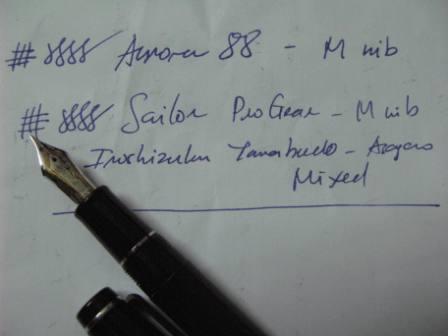 # 8888 Aurora 88 - M nib
# 8888 Sailor ProGear - M nib
Iroshizuku Yamabudo - Asagao
Mixed